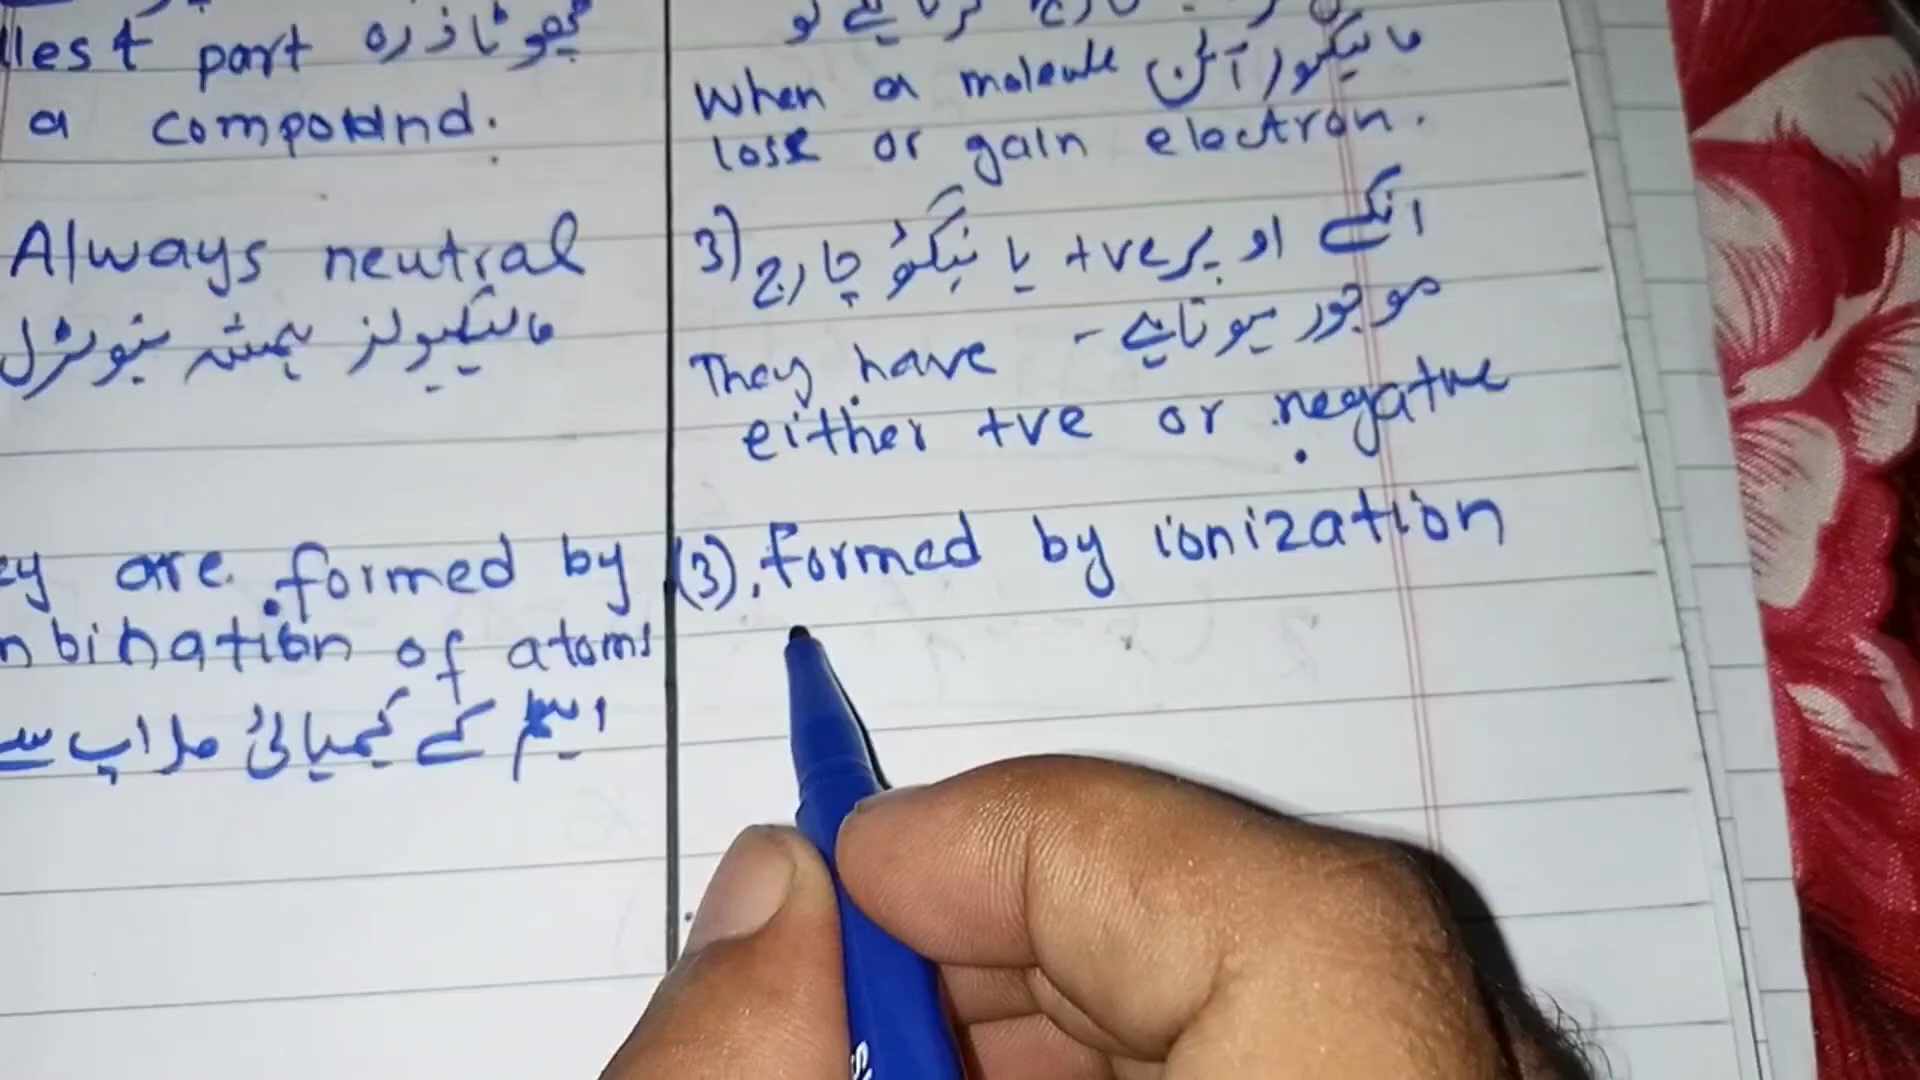 llest part چھوٹا ذرہ
a compound.
Always neutral
مالیکیولز ہمیشہ نیوٹرل
ey are formed by
nbination of atoms
ایٹم کے کیمیائی ملاپ سے
When a molecule مالیکیولر آئن
lose or gain electron.
3) انکے اوپر +ve یا نیگٹو چارج
موجود ہوتا ہے -
They have
either +ve or negative
(3). formed by ionization